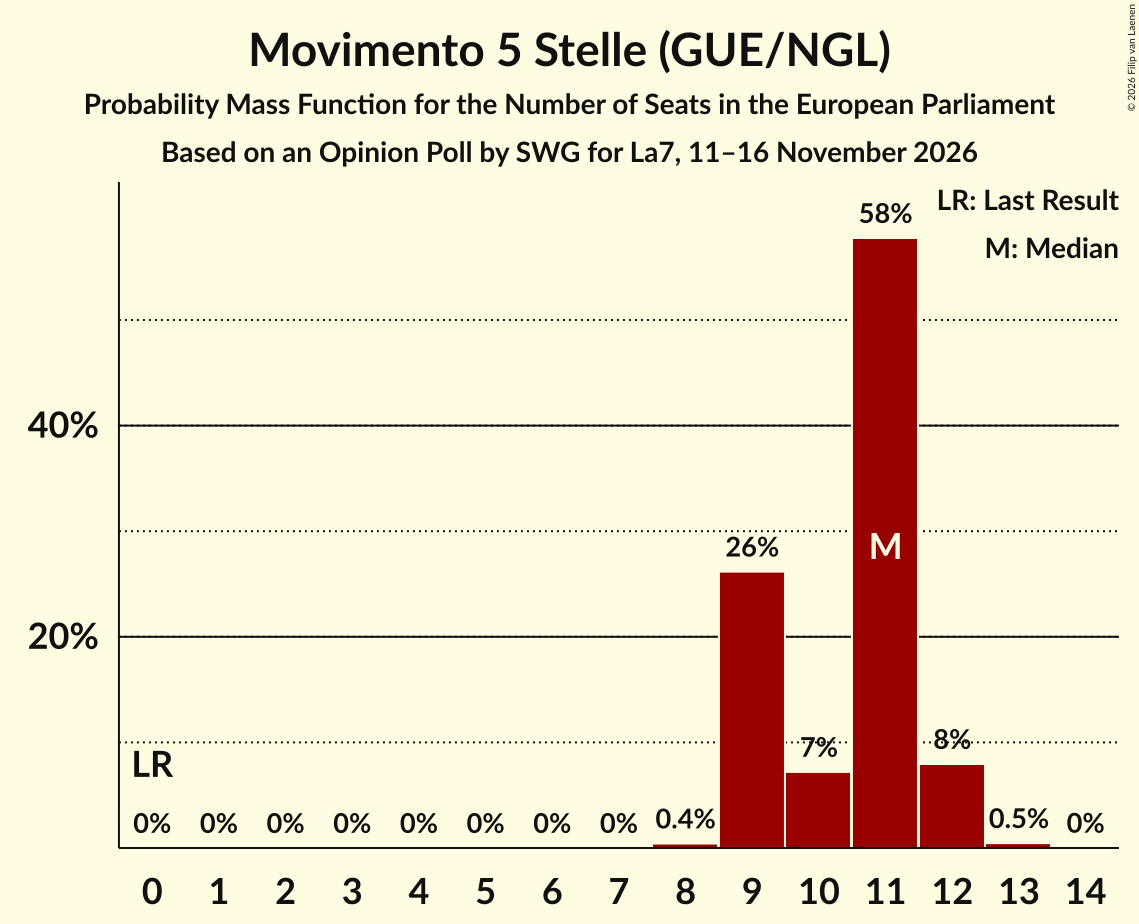 Movimento 5 Stelle (GUE/NGL)
Probability Mass Function for the Number of Seats in the European Parliament
Based on an Opinion Poll by SWG for La7, 11–16 November 2026
© 2026 Filip van Laenen
LR: Last Result
M: Median
58%
40%
26%
M
20%
LR
7%
8%
0% 0% 0% 0% 0% 0% 0% 0% 0.4% 0.5% 0%
0 1 2 3 4 5 6 7 8 9 10 11 12 13 14